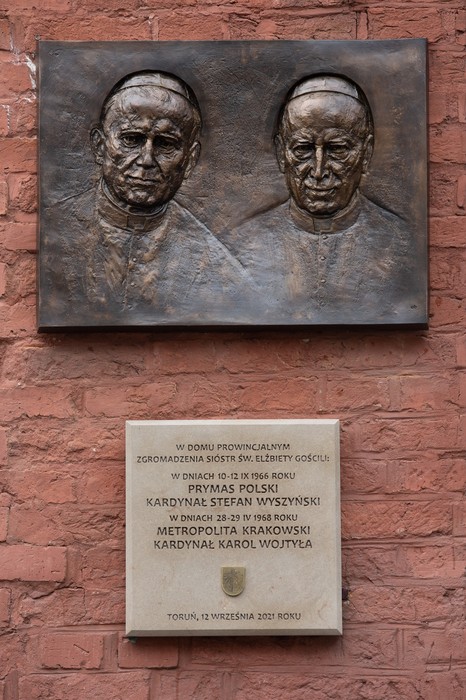 W DOMU PROWINCJALNYM
ZGROMADZENIA SIÓSTR ŚW. ELŻBIETY GOŚCILI:
W DNIACH 10-12 IX 1966 ROKU
PRYMAS POLSKI
KARDYNAŁ STEFAN WYSZYŃSKI
W DNIACH 28-29 IV 1968 ROKU
METROPOLITA KRAKOWSKI
KARDYNAŁ KAROL WOJTYŁA
TORUŃ, 12 WRZEŚNIA 2021 ROKU